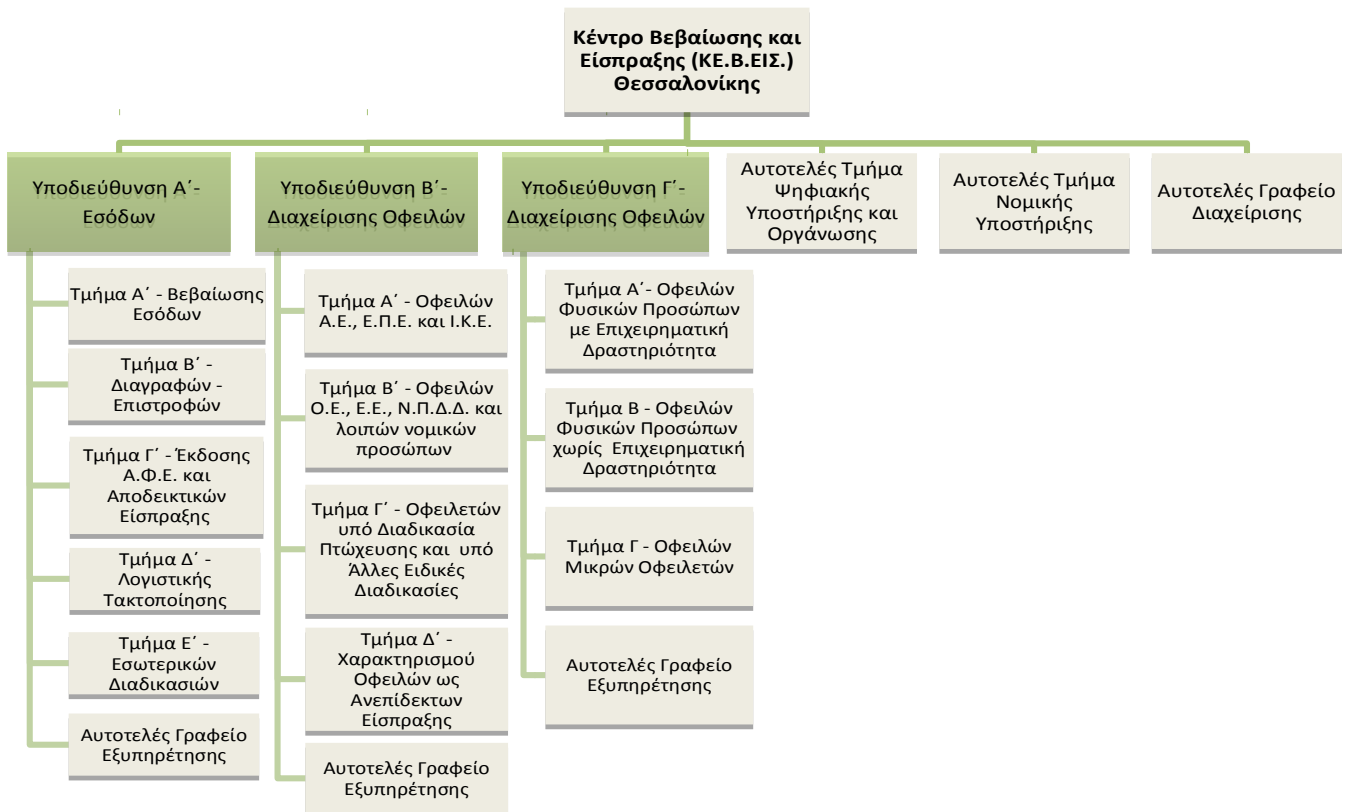 Κέντρο Βεβαίωσης και
Είσπραξης (ΚΕ.Β.ΕΙΣ.)
Θεσσαλονίκης
Υποδιεύθυνση Α΄-
Εσόδων
Τμήμα Α΄ - Βεβαίωσης
Εσόδων
Τμήμα Β΄ -
Διαγραφών -
Επιστροφών
Τμήμα Γ΄ - Έκδοσης
Α.Φ.Ε. και
Αποδεικτικών
Είσπραξης
Τμήμα Δ΄ -
Λογιστικής
Τακτοποίησης
Τμήμα Ε΄ -
Εσωτερικών
Διαδικασιών
Αυτοτελές Γραφείο
Εξυπηρέτησης
Υποδιεύθυνση Β΄-
Διαχείρισης Οφειλών
Τμήμα Α΄ - Οφειλών
Α.Ε., Ε.Π.Ε. και Ι.Κ.Ε.
Τμήμα Β΄ - Οφειλών
Ο.Ε., Ε.Ε., Ν.Π.Δ.Δ. και
λοιπών νομικών
προσώπων
Τμήμα Γ΄ - Οφειλετών
υπό Διαδικασία
Πτώχευσης και υπό
Άλλες Ειδικές
Διαδικασίες
Τμήμα Δ΄ -
Χαρακτηρισμού
Οφειλών ως
Ανεπίδεκτων
Είσπραξης
Αυτοτελές Γραφείο
Εξυπηρέτησης
Υποδιεύθυνση Γ΄-
Διαχείρισης Οφειλών
Τμήμα Α΄- Οφειλών
Φυσικών Προσώπων
με Επιχειρηματική
Δραστηριότητα
Τμήμα Β - Οφειλών
Φυσικών Προσώπων
χωρίς Επιχειρηματική
Δραστηριότητα
Τμήμα Γ - Οφειλών
Μικρών Οφειλετών
Αυτοτελές Γραφείο
Εξυπηρέτησης
Αυτοτελές Τμήμα
Ψηφιακής
Υποστήριξης και
Οργάνωσης
Αυτοτελές Τμήμα
Νομικής
Υποστήριξης
Αυτοτελές Γραφείο
Διαχείρισης